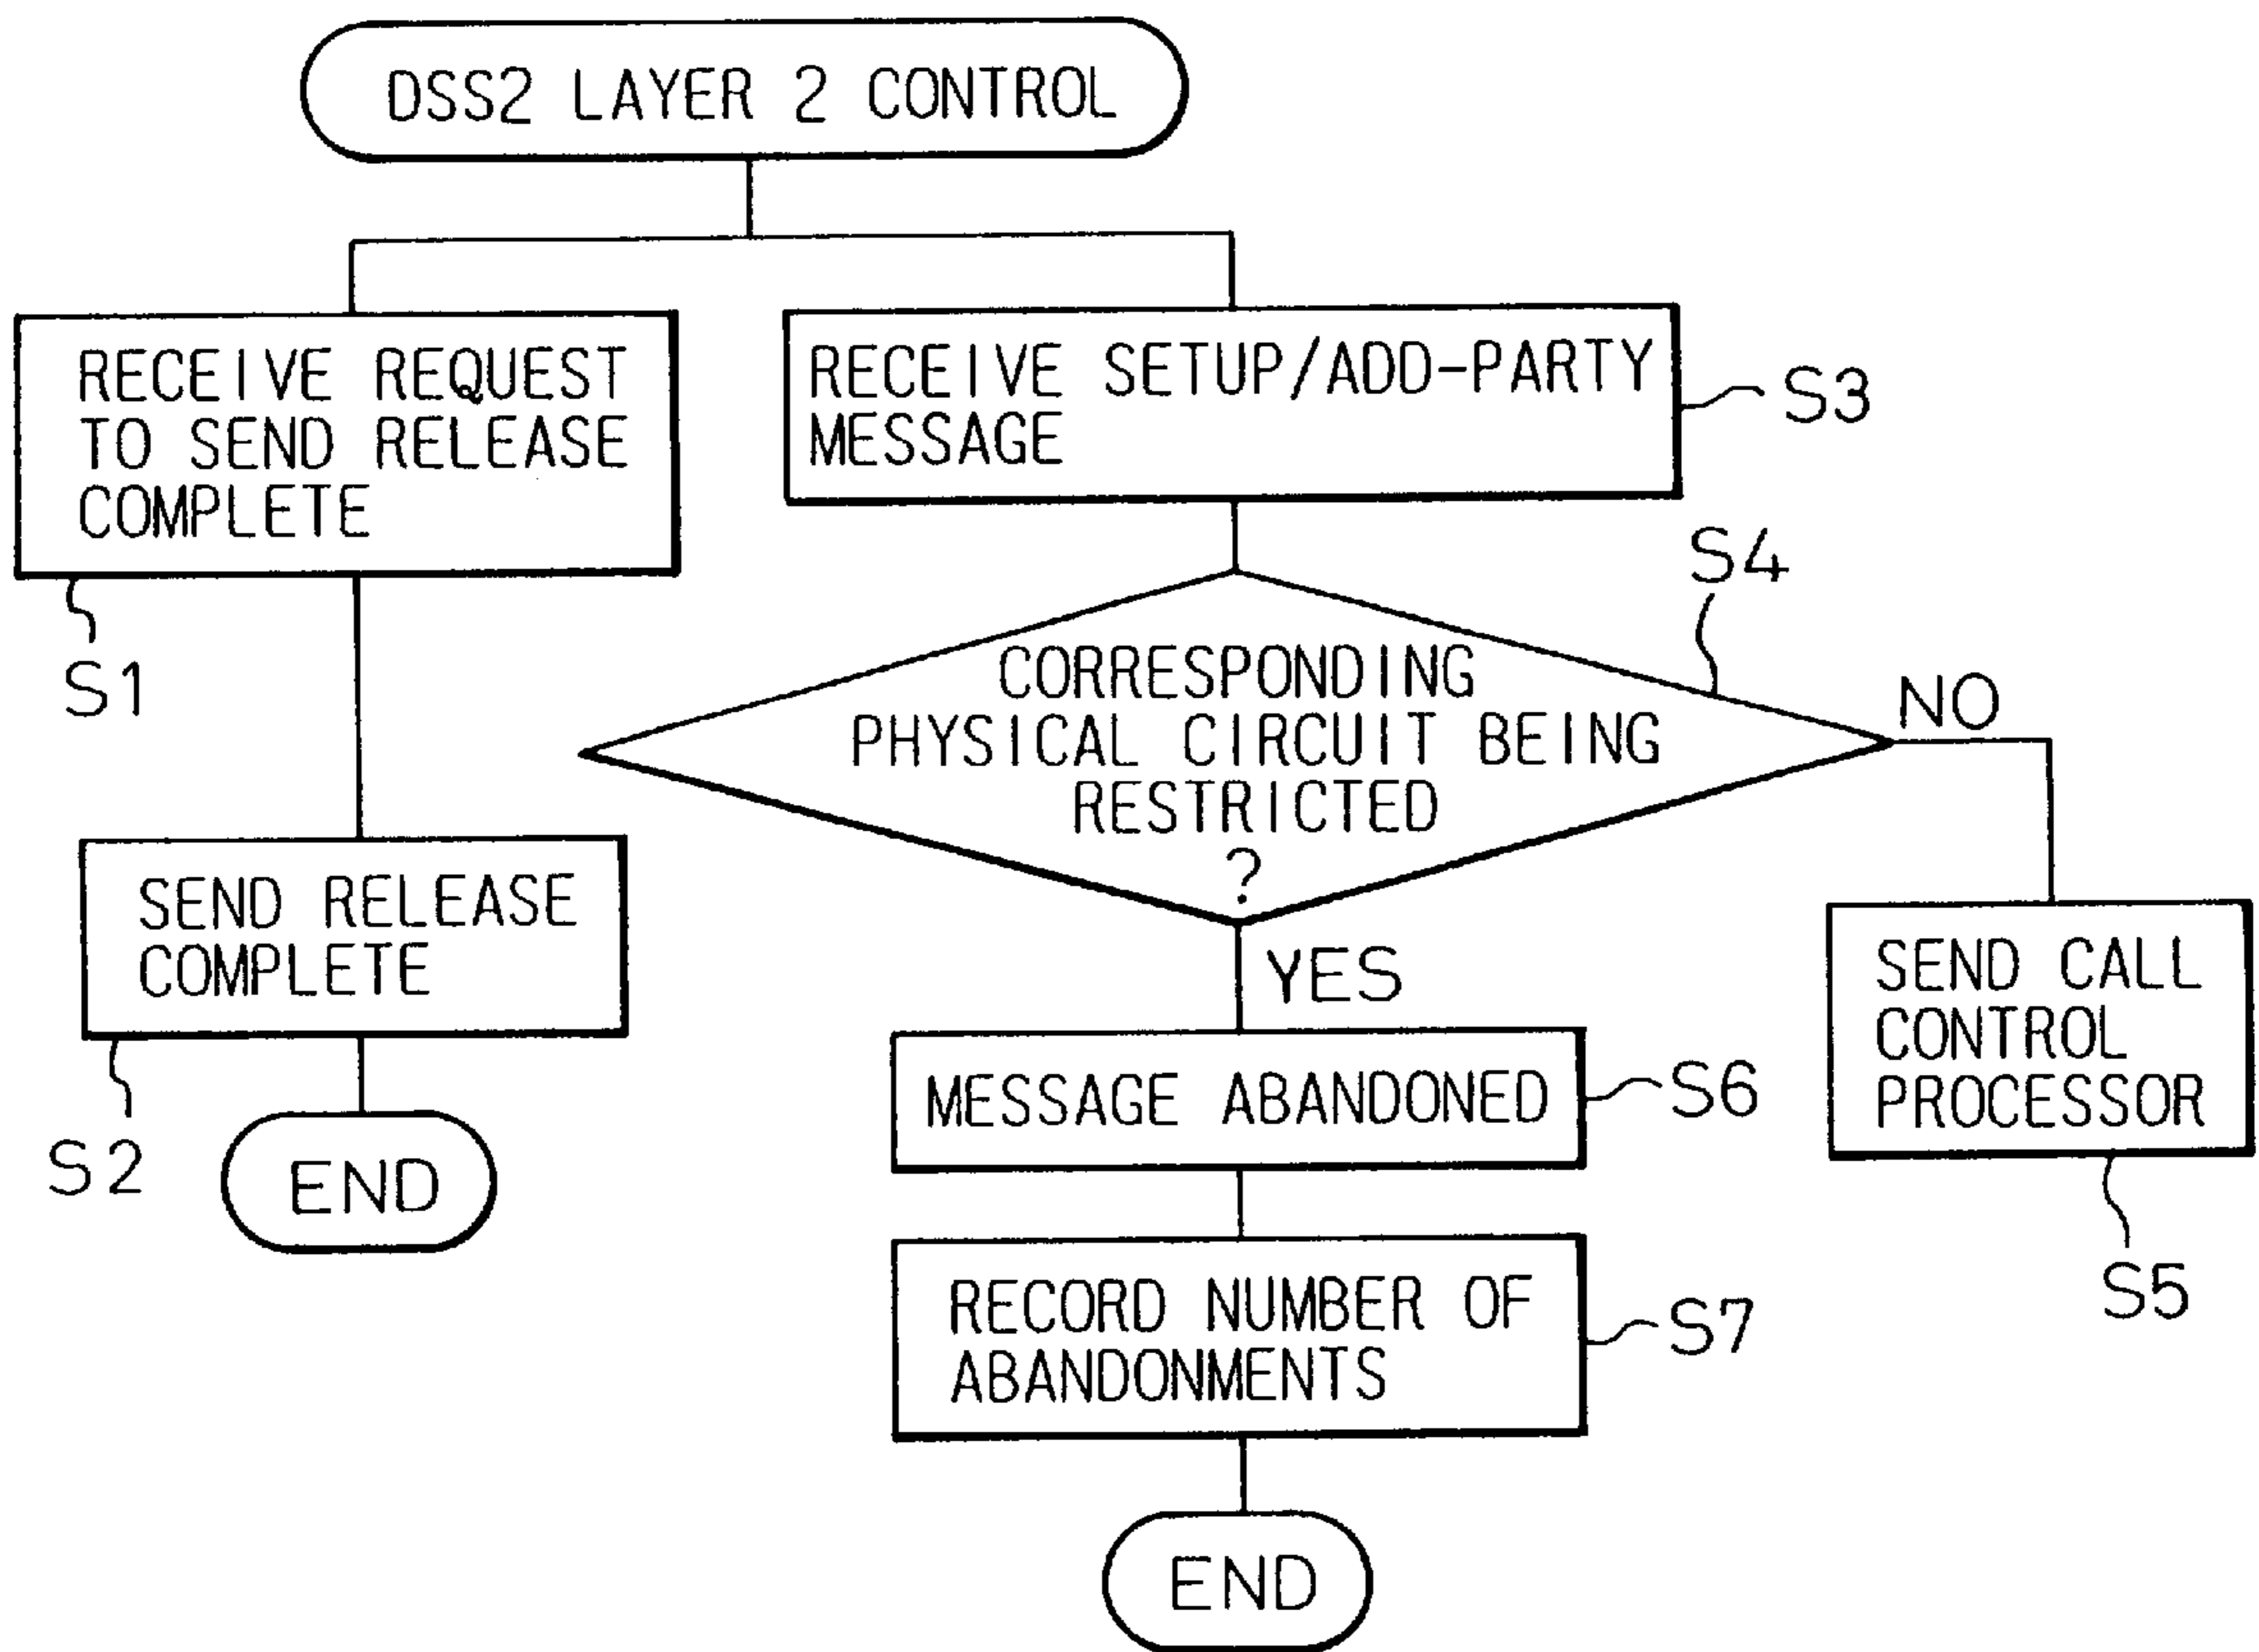 DSS2 LAYER 2 CONTROL
RECEIVE REQUEST
TO SEND RELEASE
COMPLETE
S1
SEND RELEASE
COMPLETE
S2
END
RECEIVE SETUP/ADD-PARTY
MESSAGE
S3
S4
CORRESPONDING
PHYSICAL CIRCUIT BEING
RESTRICTED
?
NO
YES
SEND CALL
CONTROL
PROCESSOR
S5
MESSAGE ABANDONED
S6
RECORD NUMBER OF
ABANDONMENTS
S7
END